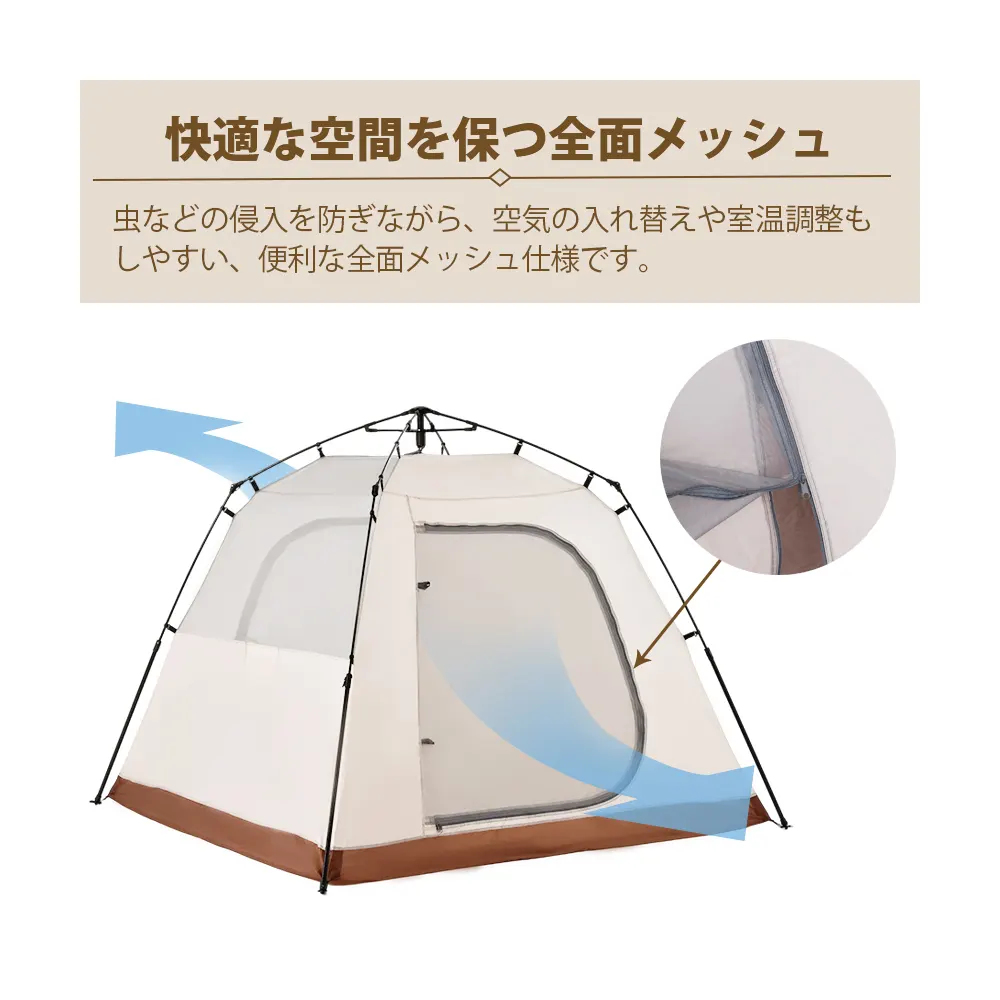 快適な空間を保つ全面メッシュ
虫などの侵入を防ぎながら、空気の入れ替えや室温調整も
しやすい、便利な全面メッシュ仕様です。